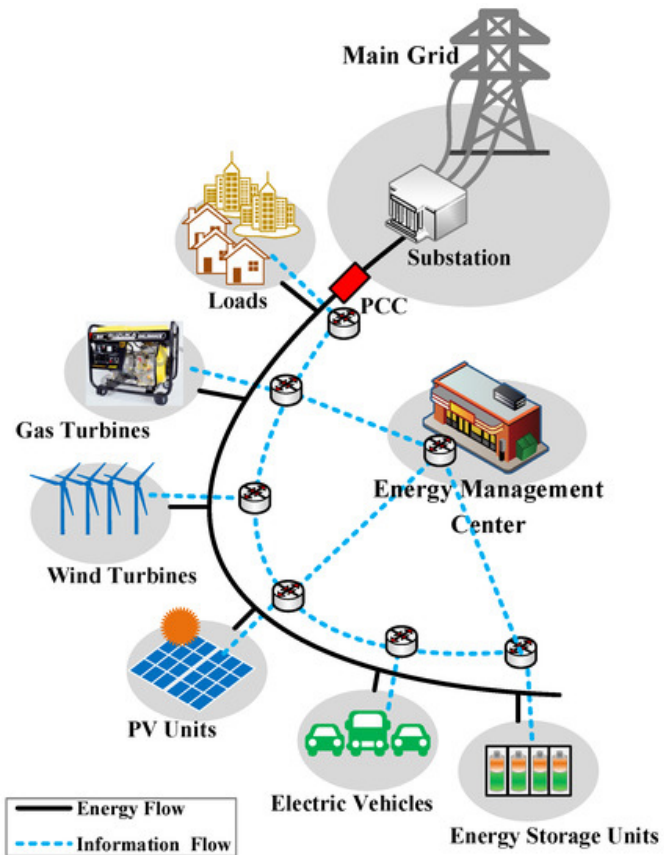 Main Grid
Substation
PCC
Loads
Gas Turbines
Energy Management
Center
Wind Turbines
PV Units
Electric Vehicles
Energy Storage Units
Energy Flow
Information Flow